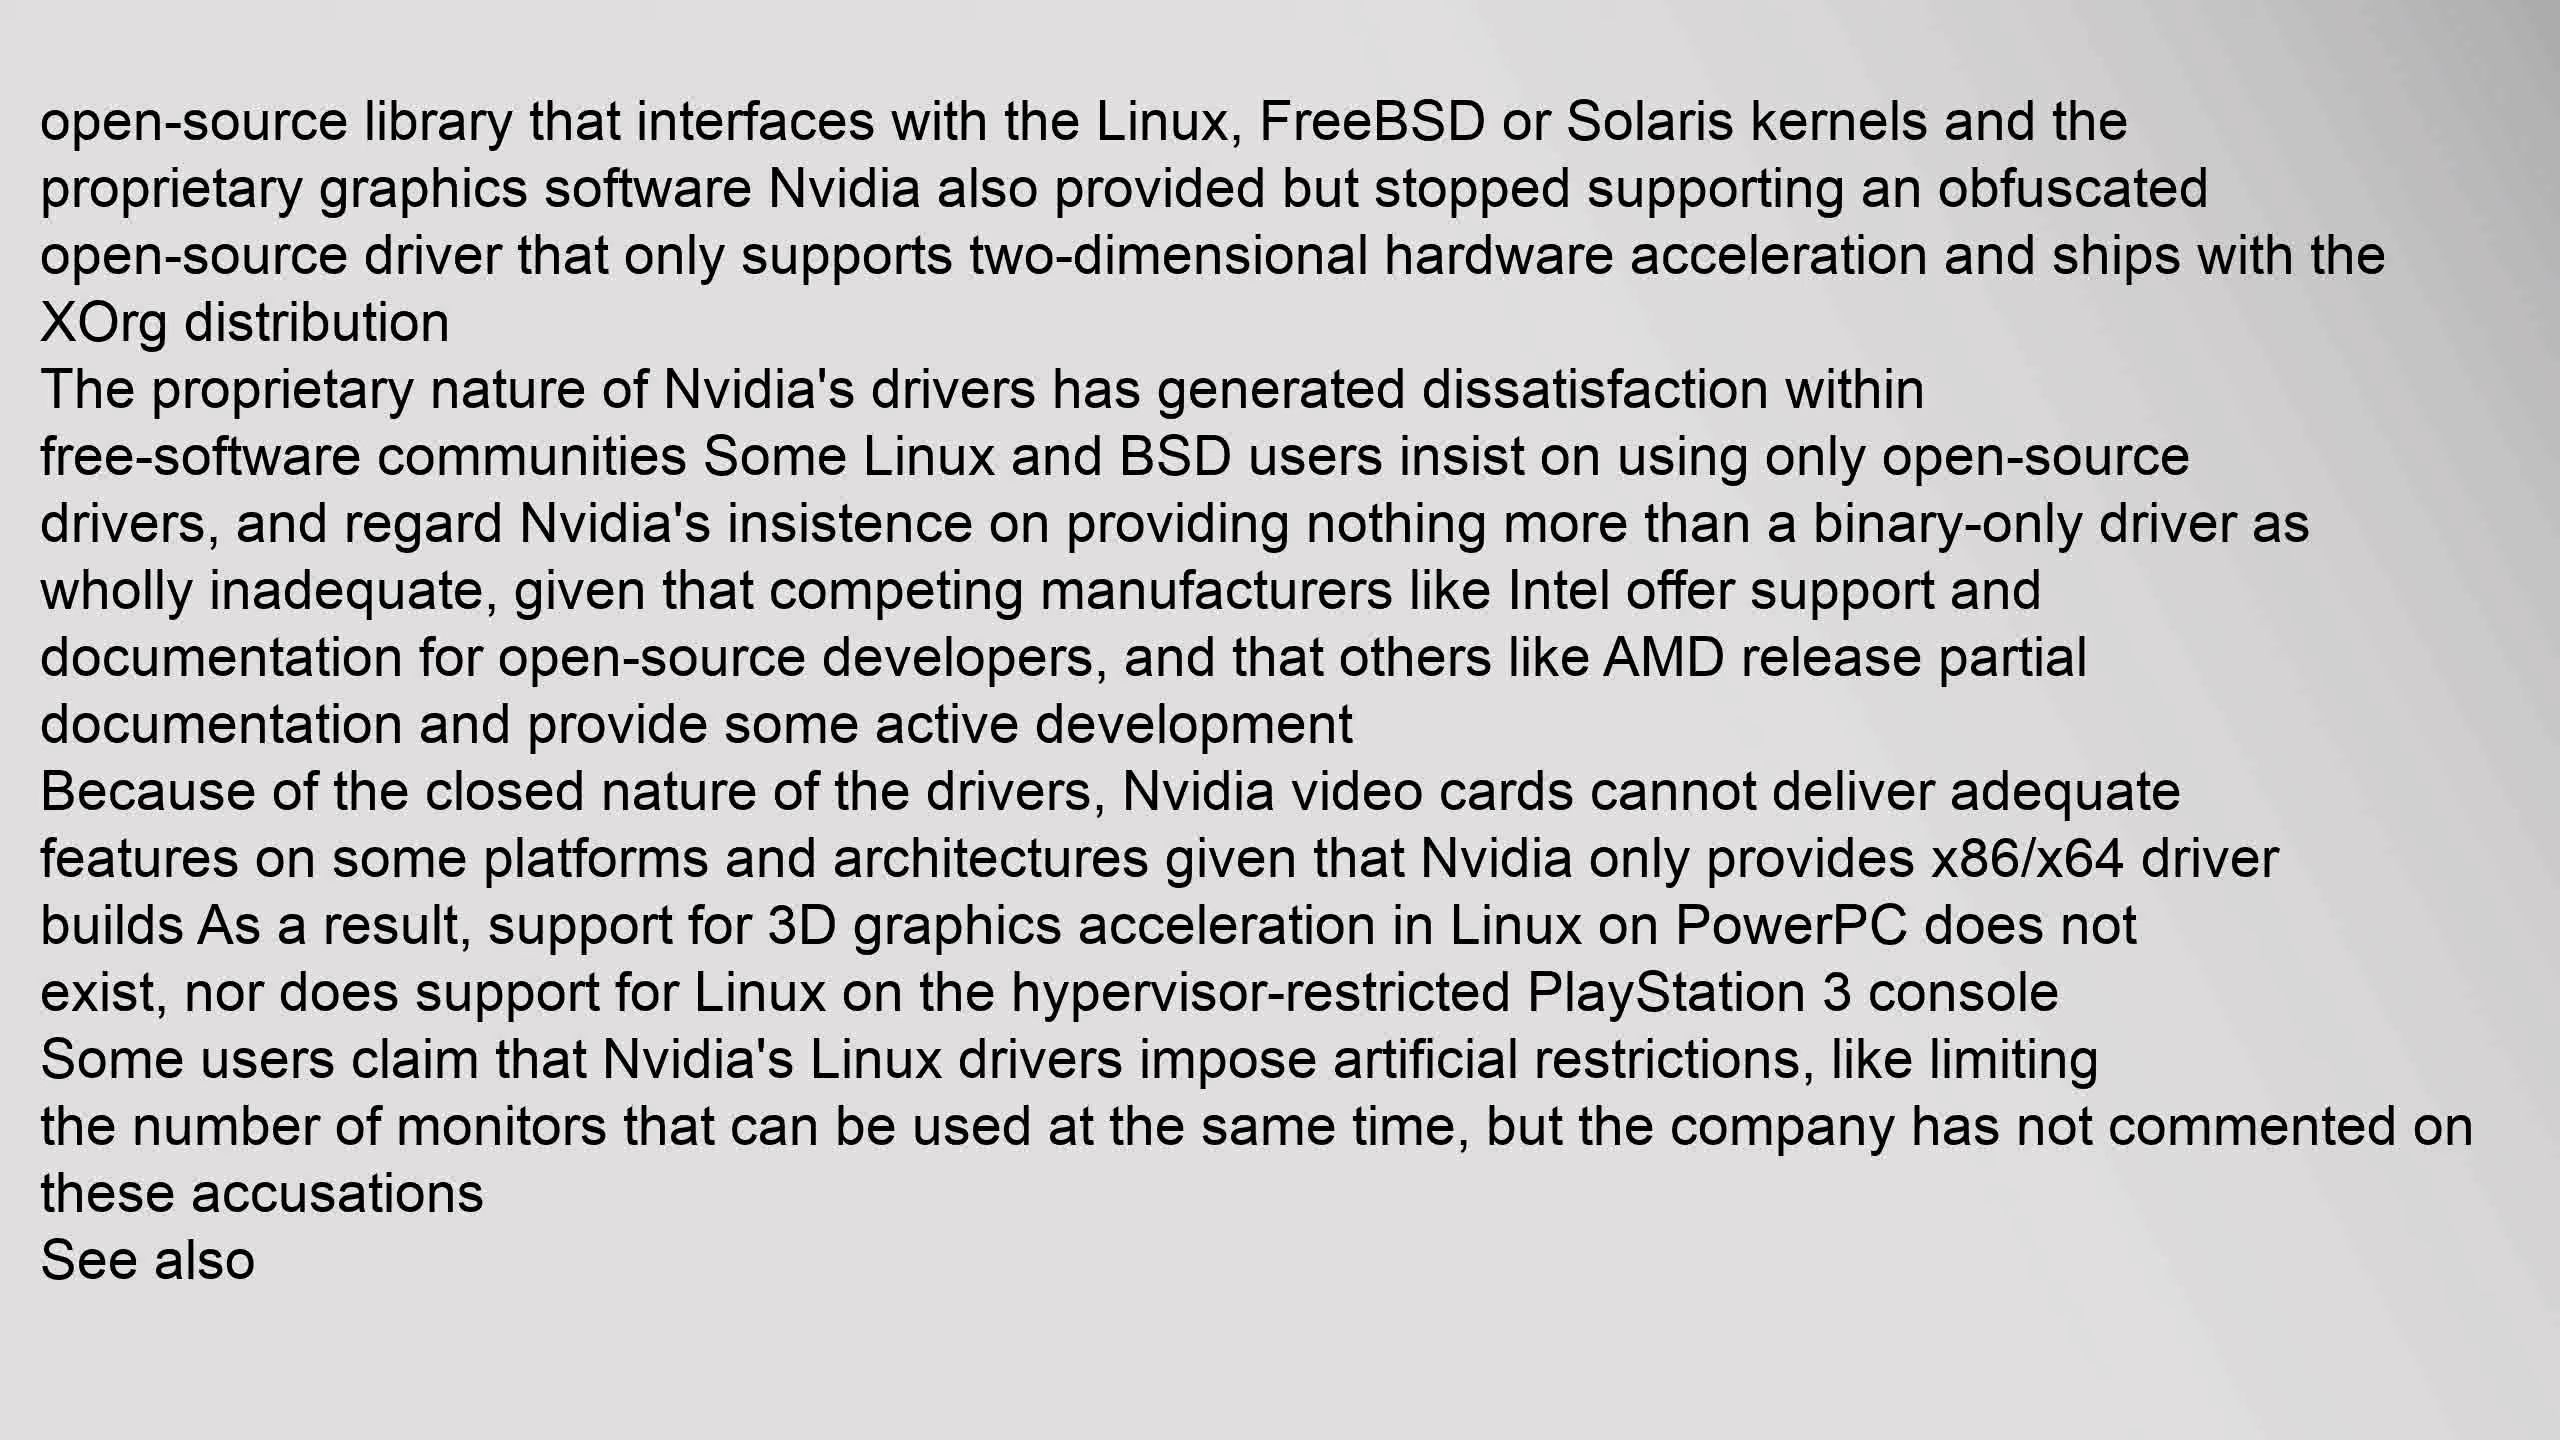 open-source library that interfaces with the Linux, FreeBSD or Solaris kernels and the
proprietary graphics software Nvidia also provided but stopped supporting an obfuscated
open-source driver that only supports two-dimensional hardware acceleration and ships with the
XOrg distribution
The proprietary nature of Nvidia's drivers has generated dissatisfaction within
free-software communities Some Linux and BSD users insist on using only open-source
drivers, and regard Nvidia's insistence on providing nothing more than a binary-only driver as
wholly inadequate, given that competing manufacturers like Intel offer support and
documentation for open-source developers, and that others like AMD release partial
documentation and provide some active development
Because of the closed nature of the drivers, Nvidia video cards cannot deliver adequate
features on some platforms and architectures given that Nvidia only provides x86/x64 driver
builds As a result, support for 3D graphics acceleration in Linux on PowerPC does not
exist, nor does support for Linux on the hypervisor-restricted PlayStation 3 console
Some users claim that Nvidia's Linux drivers impose artificial restrictions, like limiting
the number of monitors that can be used at the same time, but the company has not commented on
these accusations
See also